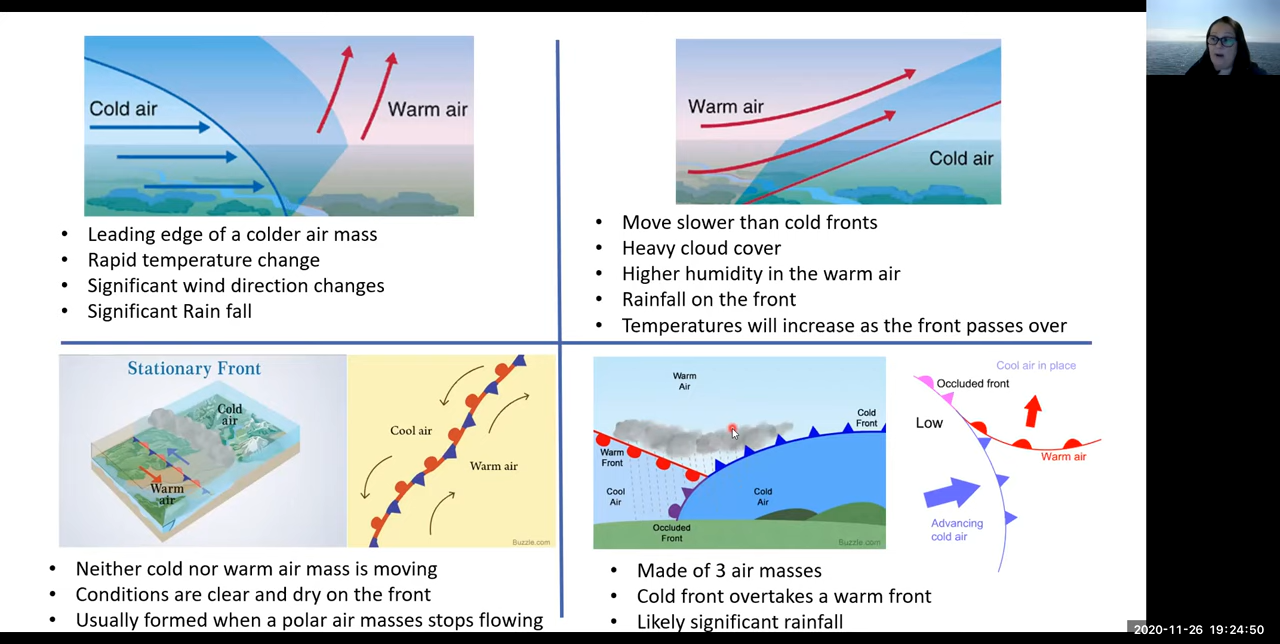 Cold air
Warm air
Leading edge of a colder air mass
Rapid temperature change
Significant wind direction changes
Significant Rain fall
Warm air
Cold air
Move slower than cold fronts
Heavy cloud cover
Higher humidity in the warm air
Rainfall on the front
Temperatures will increase as the front passes over
Stationary Front
Cold
air
Warm
air
Cool air
Warm air
Buzzle.com
Neither cold nor warm air mass is moving
Conditions are clear and dry on the front
Usually formed when a polar air masses stops flowing
Warm
Air
Cold
Front
Warm
Front
Cool
Air
Cold
Air
Occluded
Front
Buzzle.com
Cool air in place
Occluded front
Low
Warm air
Advancing
cold air
Made of 3 air masses
Cold front overtakes a warm front
Likely significant rainfall
2020-11-26 19:24:50